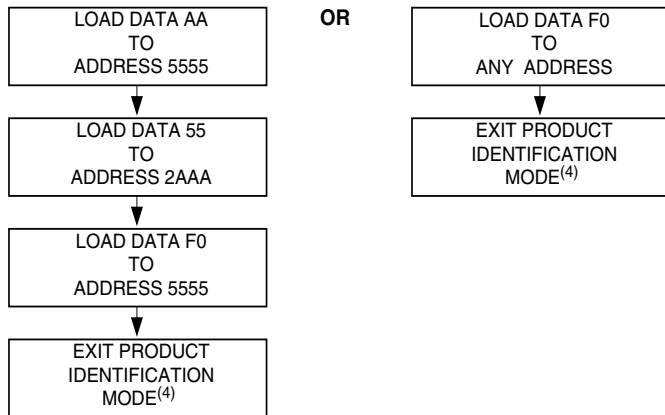 LOAD DATA AA
TO
ADDRESS 5555
LOAD DATA 55
TO
ADDRESS 2AAA
LOAD DATA F0
TO
ADDRESS 5555
EXIT PRODUCT
IDENTIFICATION
MODE(4)
OR
LOAD DATA F0
TO
ANY ADDRESS
EXIT PRODUCT
IDENTIFICATION
MODE(4)